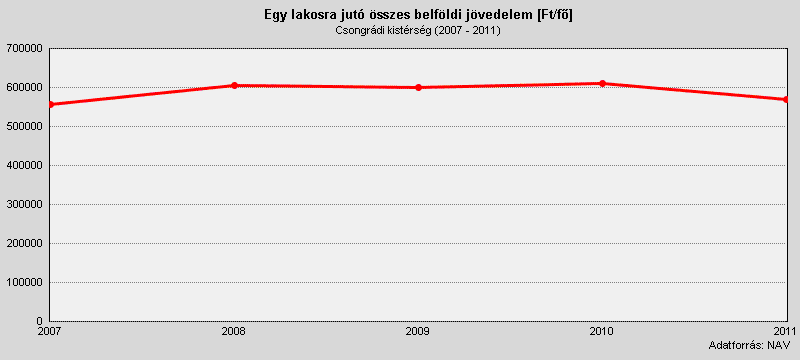 Egy lakosra jutó összes belföldi jövedelem [Ft/fő]
Csongrádi kistérség (2007 - 2011)
700000
600000
500000
400000
300000
200000
100000
0
2007 2008 2009 2010 2011
Adatforrás: NAV